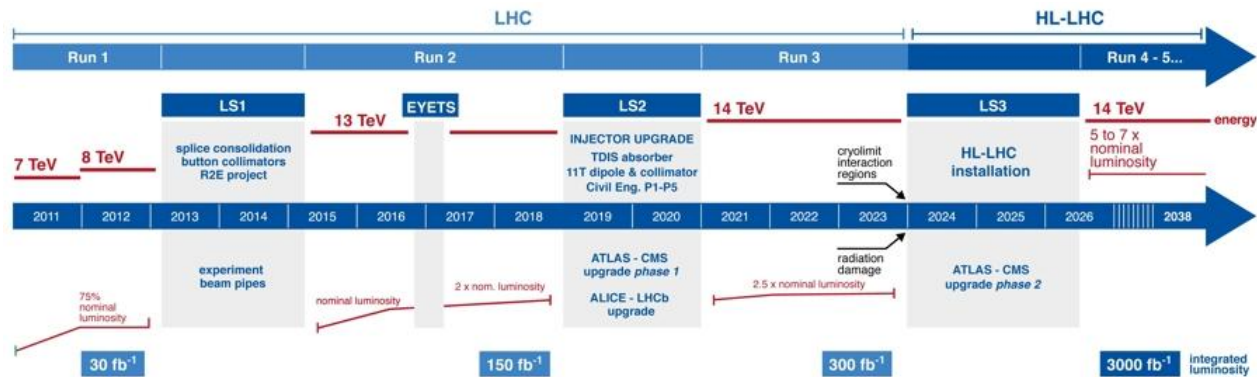 LHC
HL-LHC
Run 1
Run 2
Run 3
Run 4 - 5...
LS1
EYETS
LS2
LS3
13 TeV
14 TeV
14 TeV
energy
7 TeV
8 TeV
splice consolidation
button collimators
R2E project
INJECTOR UPGRADE
TDIS absorber
11T dipole & collimator
Civil Eng. P1-P5
cryolimit
interaction
regions
HL-LHC
installation
5 to 7 x
nominal
luminosity
2011
2012
2013
2014
2015
2016
2017
2018
2019
2020
2021
2022
2023
2024
2025
2026
2038
75%
nominal
luminosity
experiment
beam pipes
nominal luminosity
2 x nom. luminosity
ATLAS - CMS
upgrade phase 1
ALICE - LHCb
upgrade
2.5 x nominal luminosity
radiation
damage
ATLAS - CMS
upgrade phase 2
30 fb⁻¹
150 fb⁻¹
300 fb⁻¹
3000 fb⁻¹
integrated
luminosity